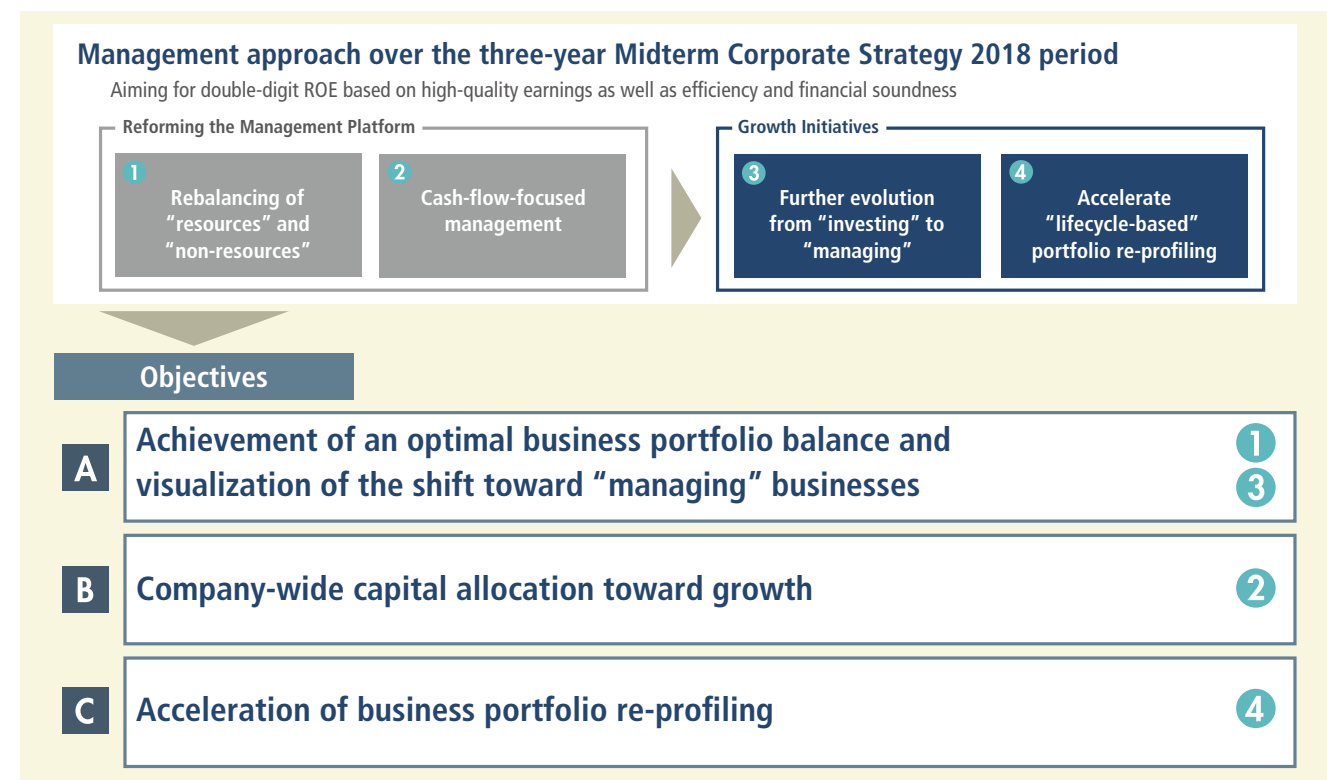 Management approach over the three-year Midterm Corporate Strategy 2018 period
Aiming for double-digit ROE based on high-quality earnings as well as efficiency and financial soundness
Reforming the Management Platform
1
Rebalancing of
“resources” and
“non-resources”
2
Cash-flow-focused
management
Growth Initiatives
3
Further evolution
from “investing” to
“managing”
4
Accelerate
“lifecycle-based”
portfolio re-profiling
Objectives
A
Achievement of an optimal business portfolio balance and
visualization of the shift toward “managing” businesses
1
3
B
Company-wide capital allocation toward growth
2
C
Acceleration of business portfolio re-profiling
4